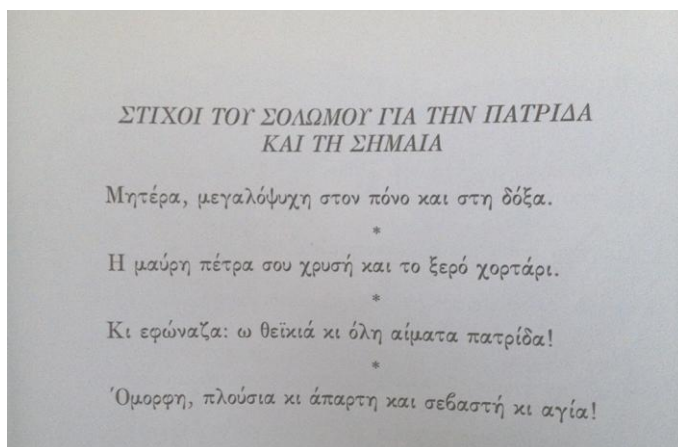 ΣΤΙΧΟΙ ΤΟΥ ΣΟΛΩΜΟΥ ΓΙΑ ΤΗΝ ΠΑΤΡΙΔΑ
ΚΑΙ ΤΗ ΣΗΜΑΙΑ
Μητέρα, μεγαλόψυχη στον πόνο και στη δόξα.
*
Η μαύρη πέτρα σου χρυσή και το ξερό χορτάρι.
*
Κι εφώναζα: ω θεϊκιά κι όλη αίματα πατρίδα!
*
Όμορφη, πλούσια κι άπαρτη και σεβαστή κι αγία!